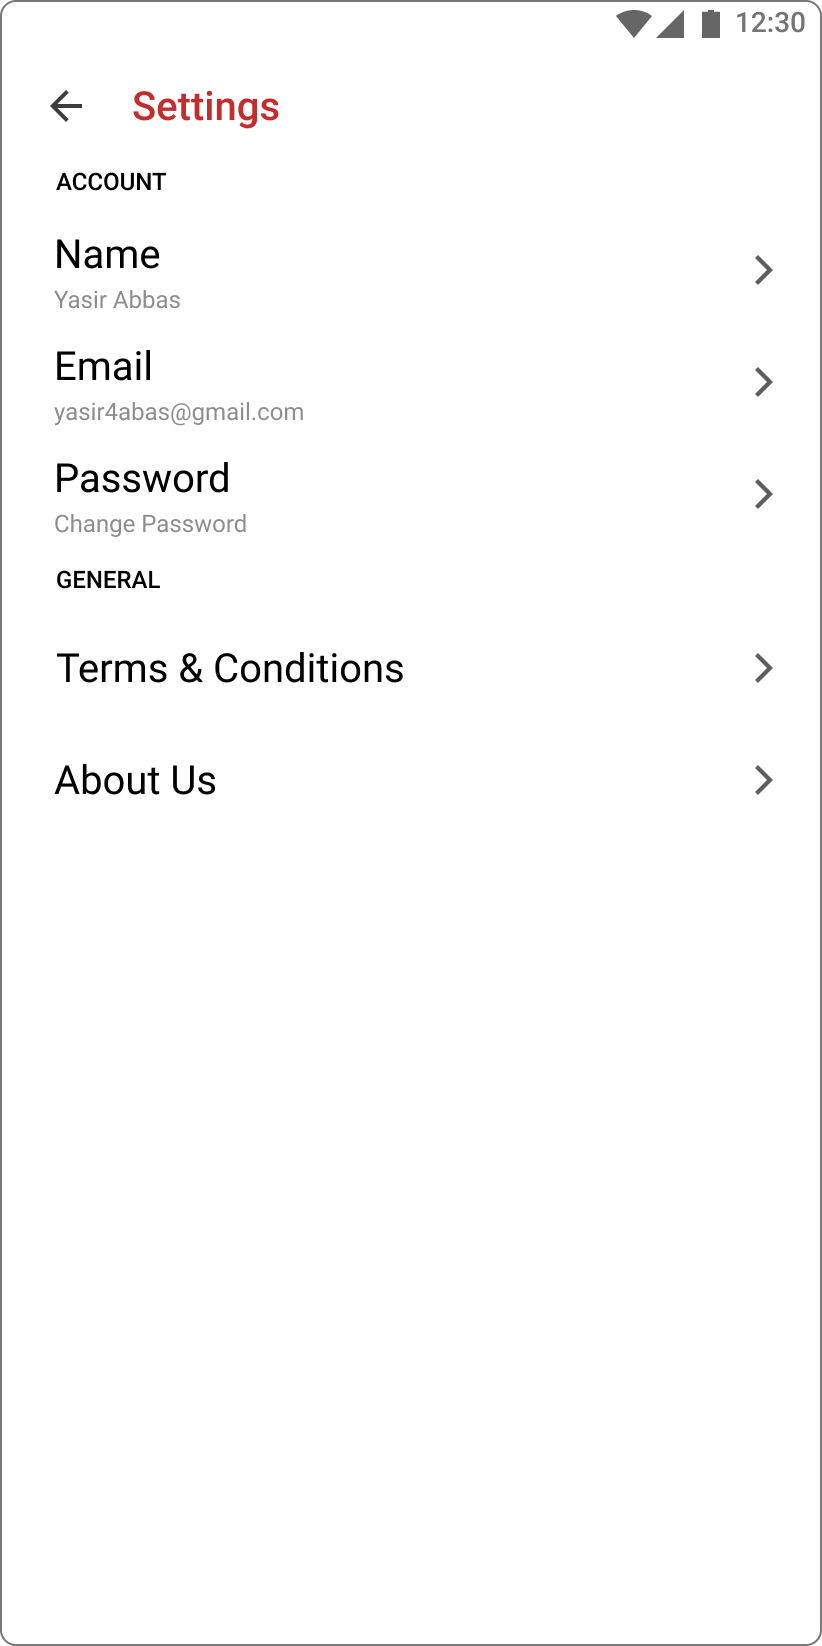 12:30
Settings
ACCOUNT
Name
Yasir Abbas
Email
yasir4abas@gmail.com
Password
Change Password
GENERAL
Terms & Conditions
About Us